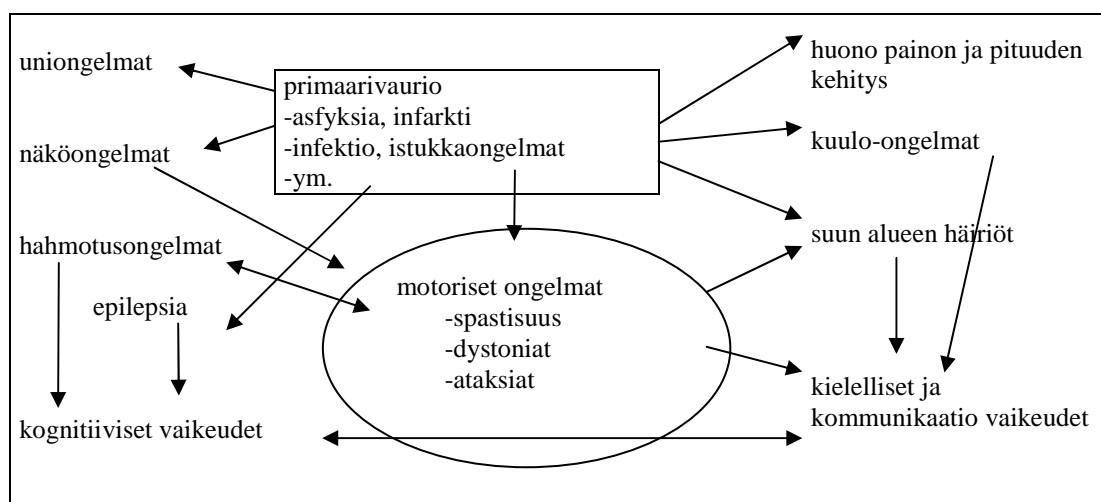 uniongelmat
primaarivaurio
-asfyksia, infarkti
-infektio, istukkaongelmat
-ym.
huono painon ja pituuden
kehitys
näköongelmat
kuulo-ongelmat
hahmotusongelmat
suun alueen häiriöt
epilepsia
motoriset ongelmat
-spastisuus
-dystoniat
-ataksiat
kognitiiviset vaikeudet
kielelliset ja
kommunikaatio vaikeudet